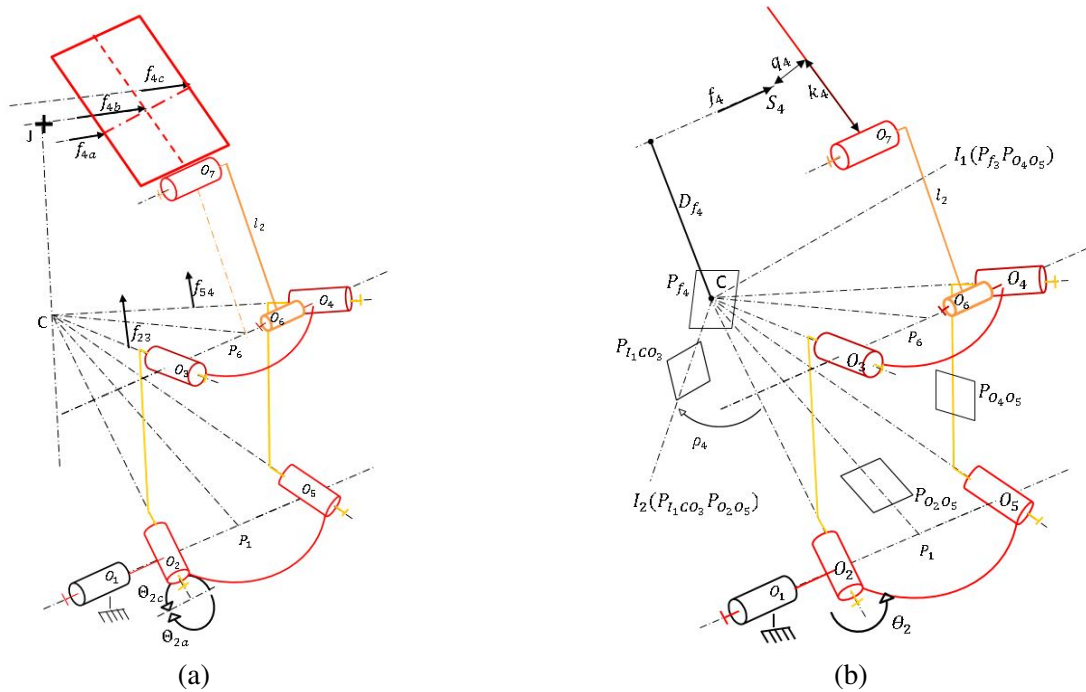 f4c
f4b
J
f4a
O7
l2
f54
O4
C
O6
f23
P6
O3
O5
P1
O2
O1
Θ2c
Θ2a
(a)
q4
f4
S4
k4
O7
I1(Pf3PO4O5)
Df4
l2
C
Pf4
O4
O6
PI1CO3
P6
O3
PO4O5
ρ4
I2(PI1CO3PO2O5)
PO2O5
O5
P1
O2
O1
θ2
(b)